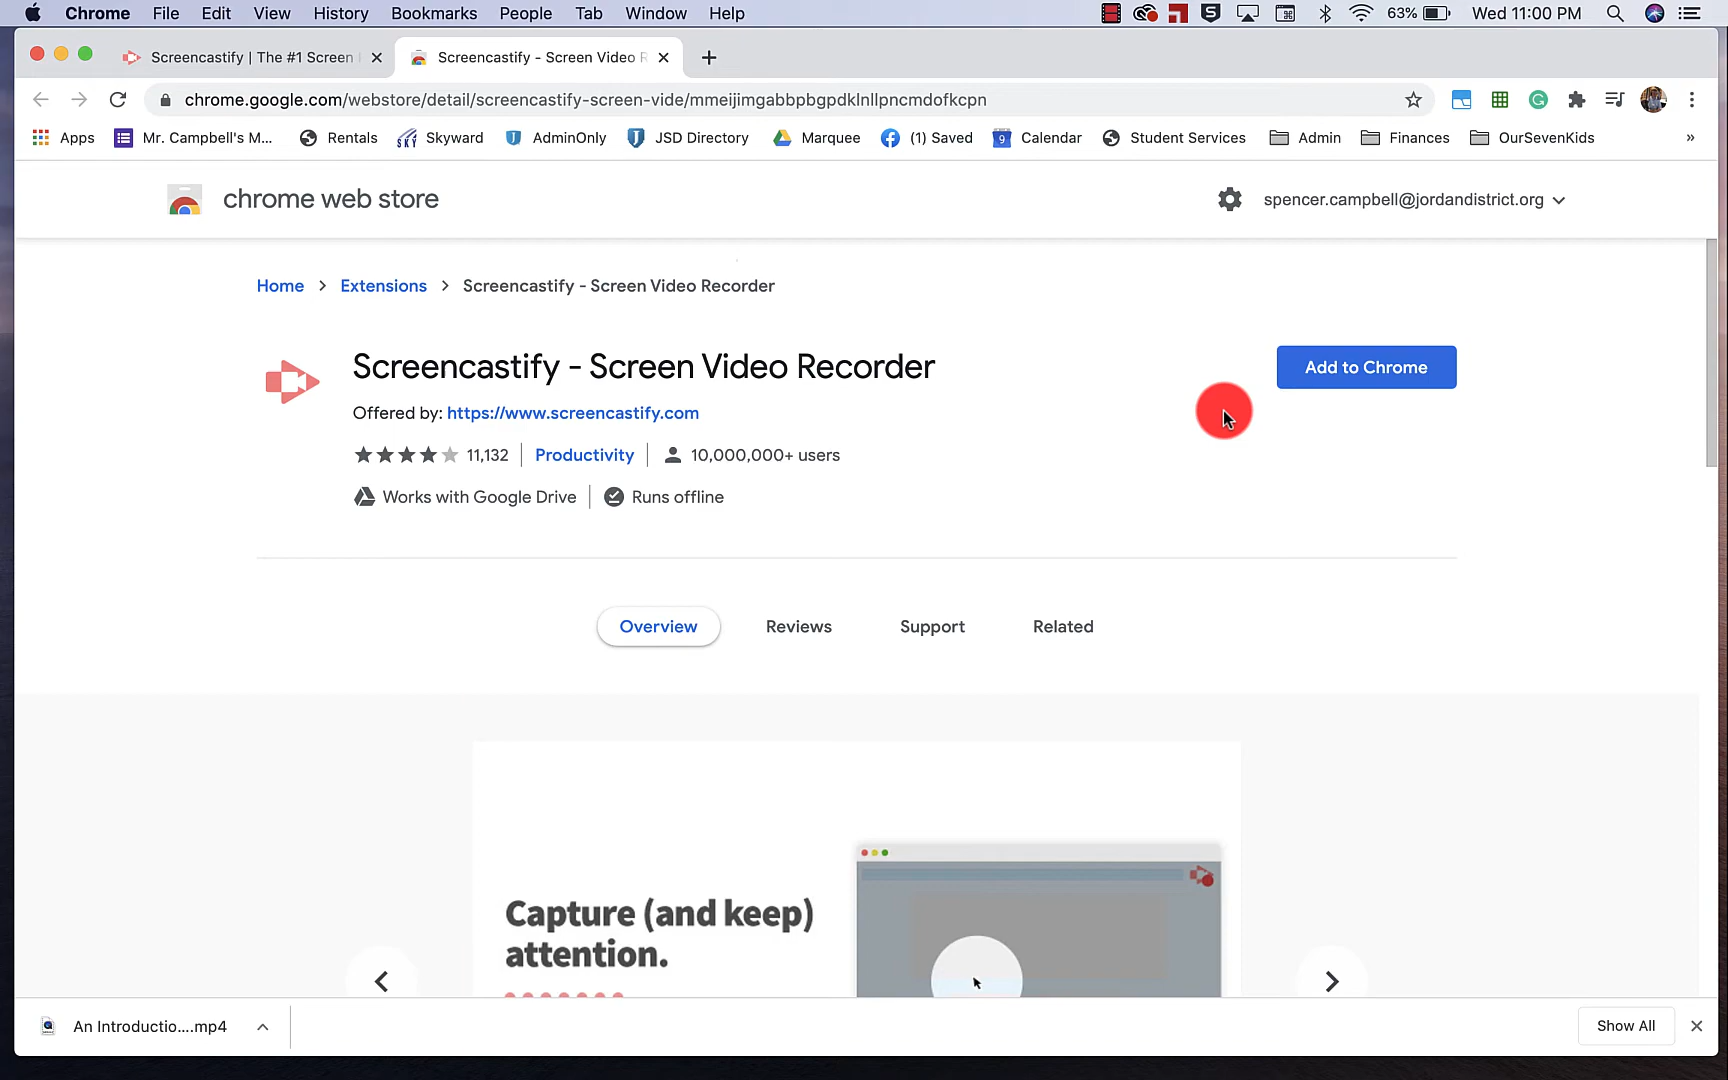 Chrome File Edit View History Bookmarks People Tab Window Help 63% Wed 11:00 PM
Screencastify | The #1 Screen Screencastify - Screen Video R
chrome.google.com/webstore/detail/screencastify-screen-vide/mmeijimgabbpbgpdklnllpncmdofkcpn
Apps Mr. Campbell's M... Rentals SKY Skyward AdminOnly JSD Directory Marquee (1) Saved 9 Calendar Student Services Admin Finances OurSevenKids »
chrome web store spencer.campbell@jordandistrict.org
Home > Extensions > Screencastify - Screen Video Recorder
Screencastify - Screen Video Recorder Add to Chrome
Offered by: https://www.screencastify.com
11,132 Productivity 10,000,000+ users
Works with Google Drive Runs offline
Overview Reviews Support Related
Capture (and keep)
attention.
An Introductio....mp4 Show All